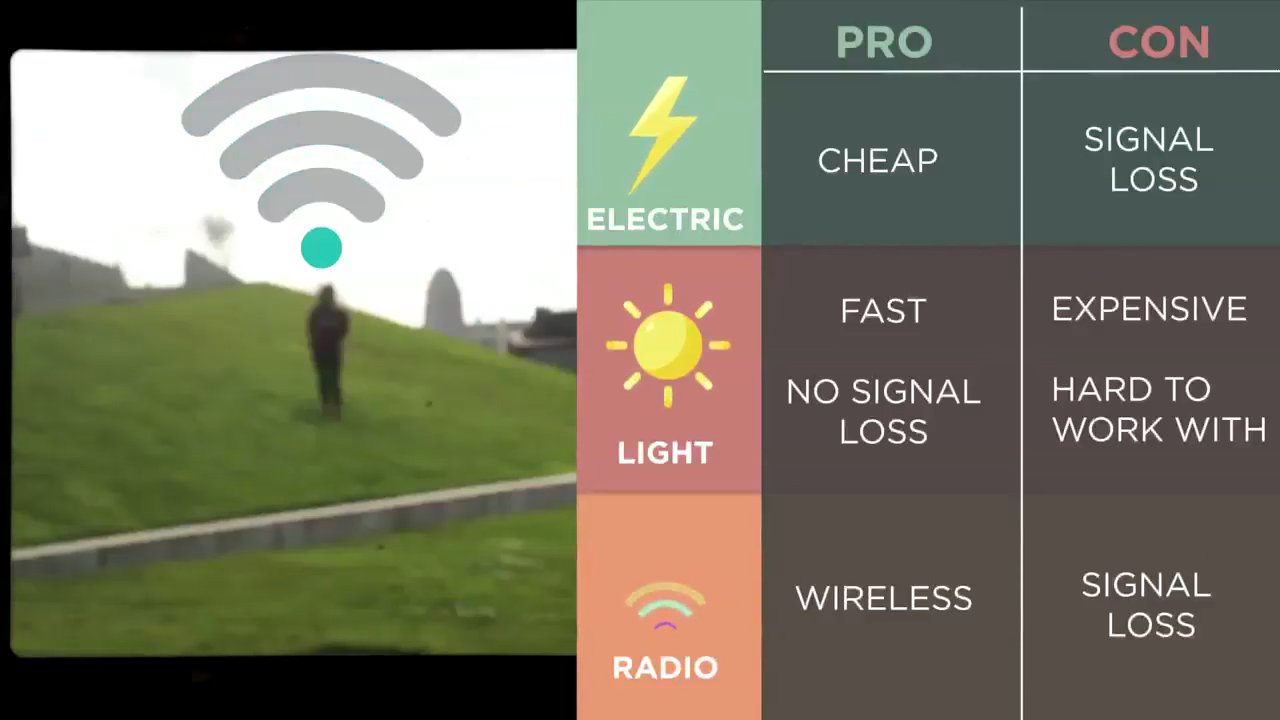 PRO
CON
ELECTRIC
CHEAP
SIGNAL
LOSS
LIGHT
FAST
NO SIGNAL
LOSS
EXPENSIVE
HARD TO
WORK WITH
RADIO
WIRELESS
SIGNAL
LOSS